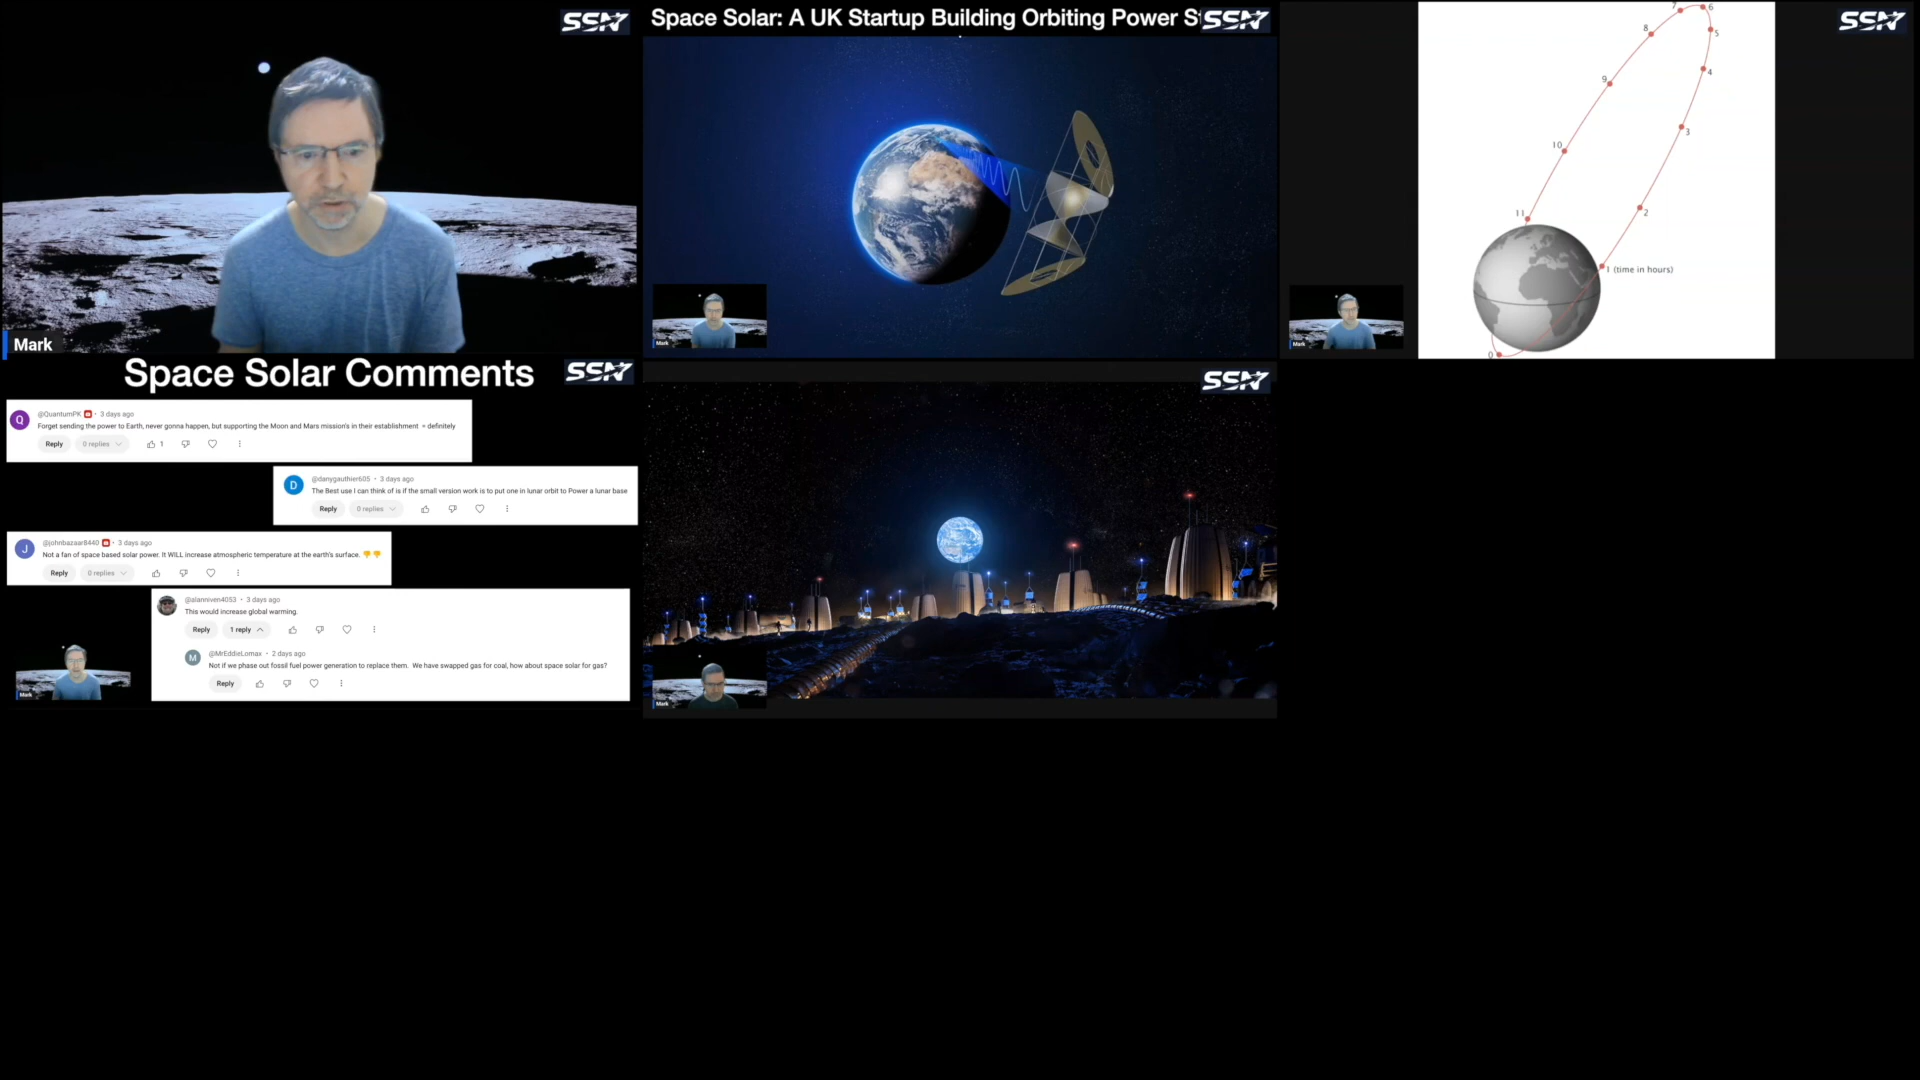 SSN
Mark
Space Solar: A UK Startup Building Orbiting Power
SSN
Mark
SSN
7
6
8
5
4
9
3
10
2
11
1 (time in hours)
0
Mark
Space Solar Comments
SSN
Q
@QuantumPK • 3 days ago
Forget sending the power to Earth, never gonna happen, but supporting the Moon and Mars mission's in their establishment = definitely
Reply 0 replies 1
D
@danygauthier605 • 3 days ago
The Best use I can think of is if the small version work is to put one in lunar orbit to Power a lunar base
Reply 0 replies
J
@johnbazaar8440 • 3 days ago
Not a fan of space based solar power. It WILL increase atmospheric temperature at the earth's surface. 👎👎
Reply 0 replies
@alanniven4053 • 3 days ago
This would increase global warming.
Reply 1 reply
M
@MrEddieLomax • 2 days ago
Not if we phase out fossil fuel power generation to replace them. We have swapped gas for coal, how about space solar for gas?
Reply
Mark
SSN
Mark